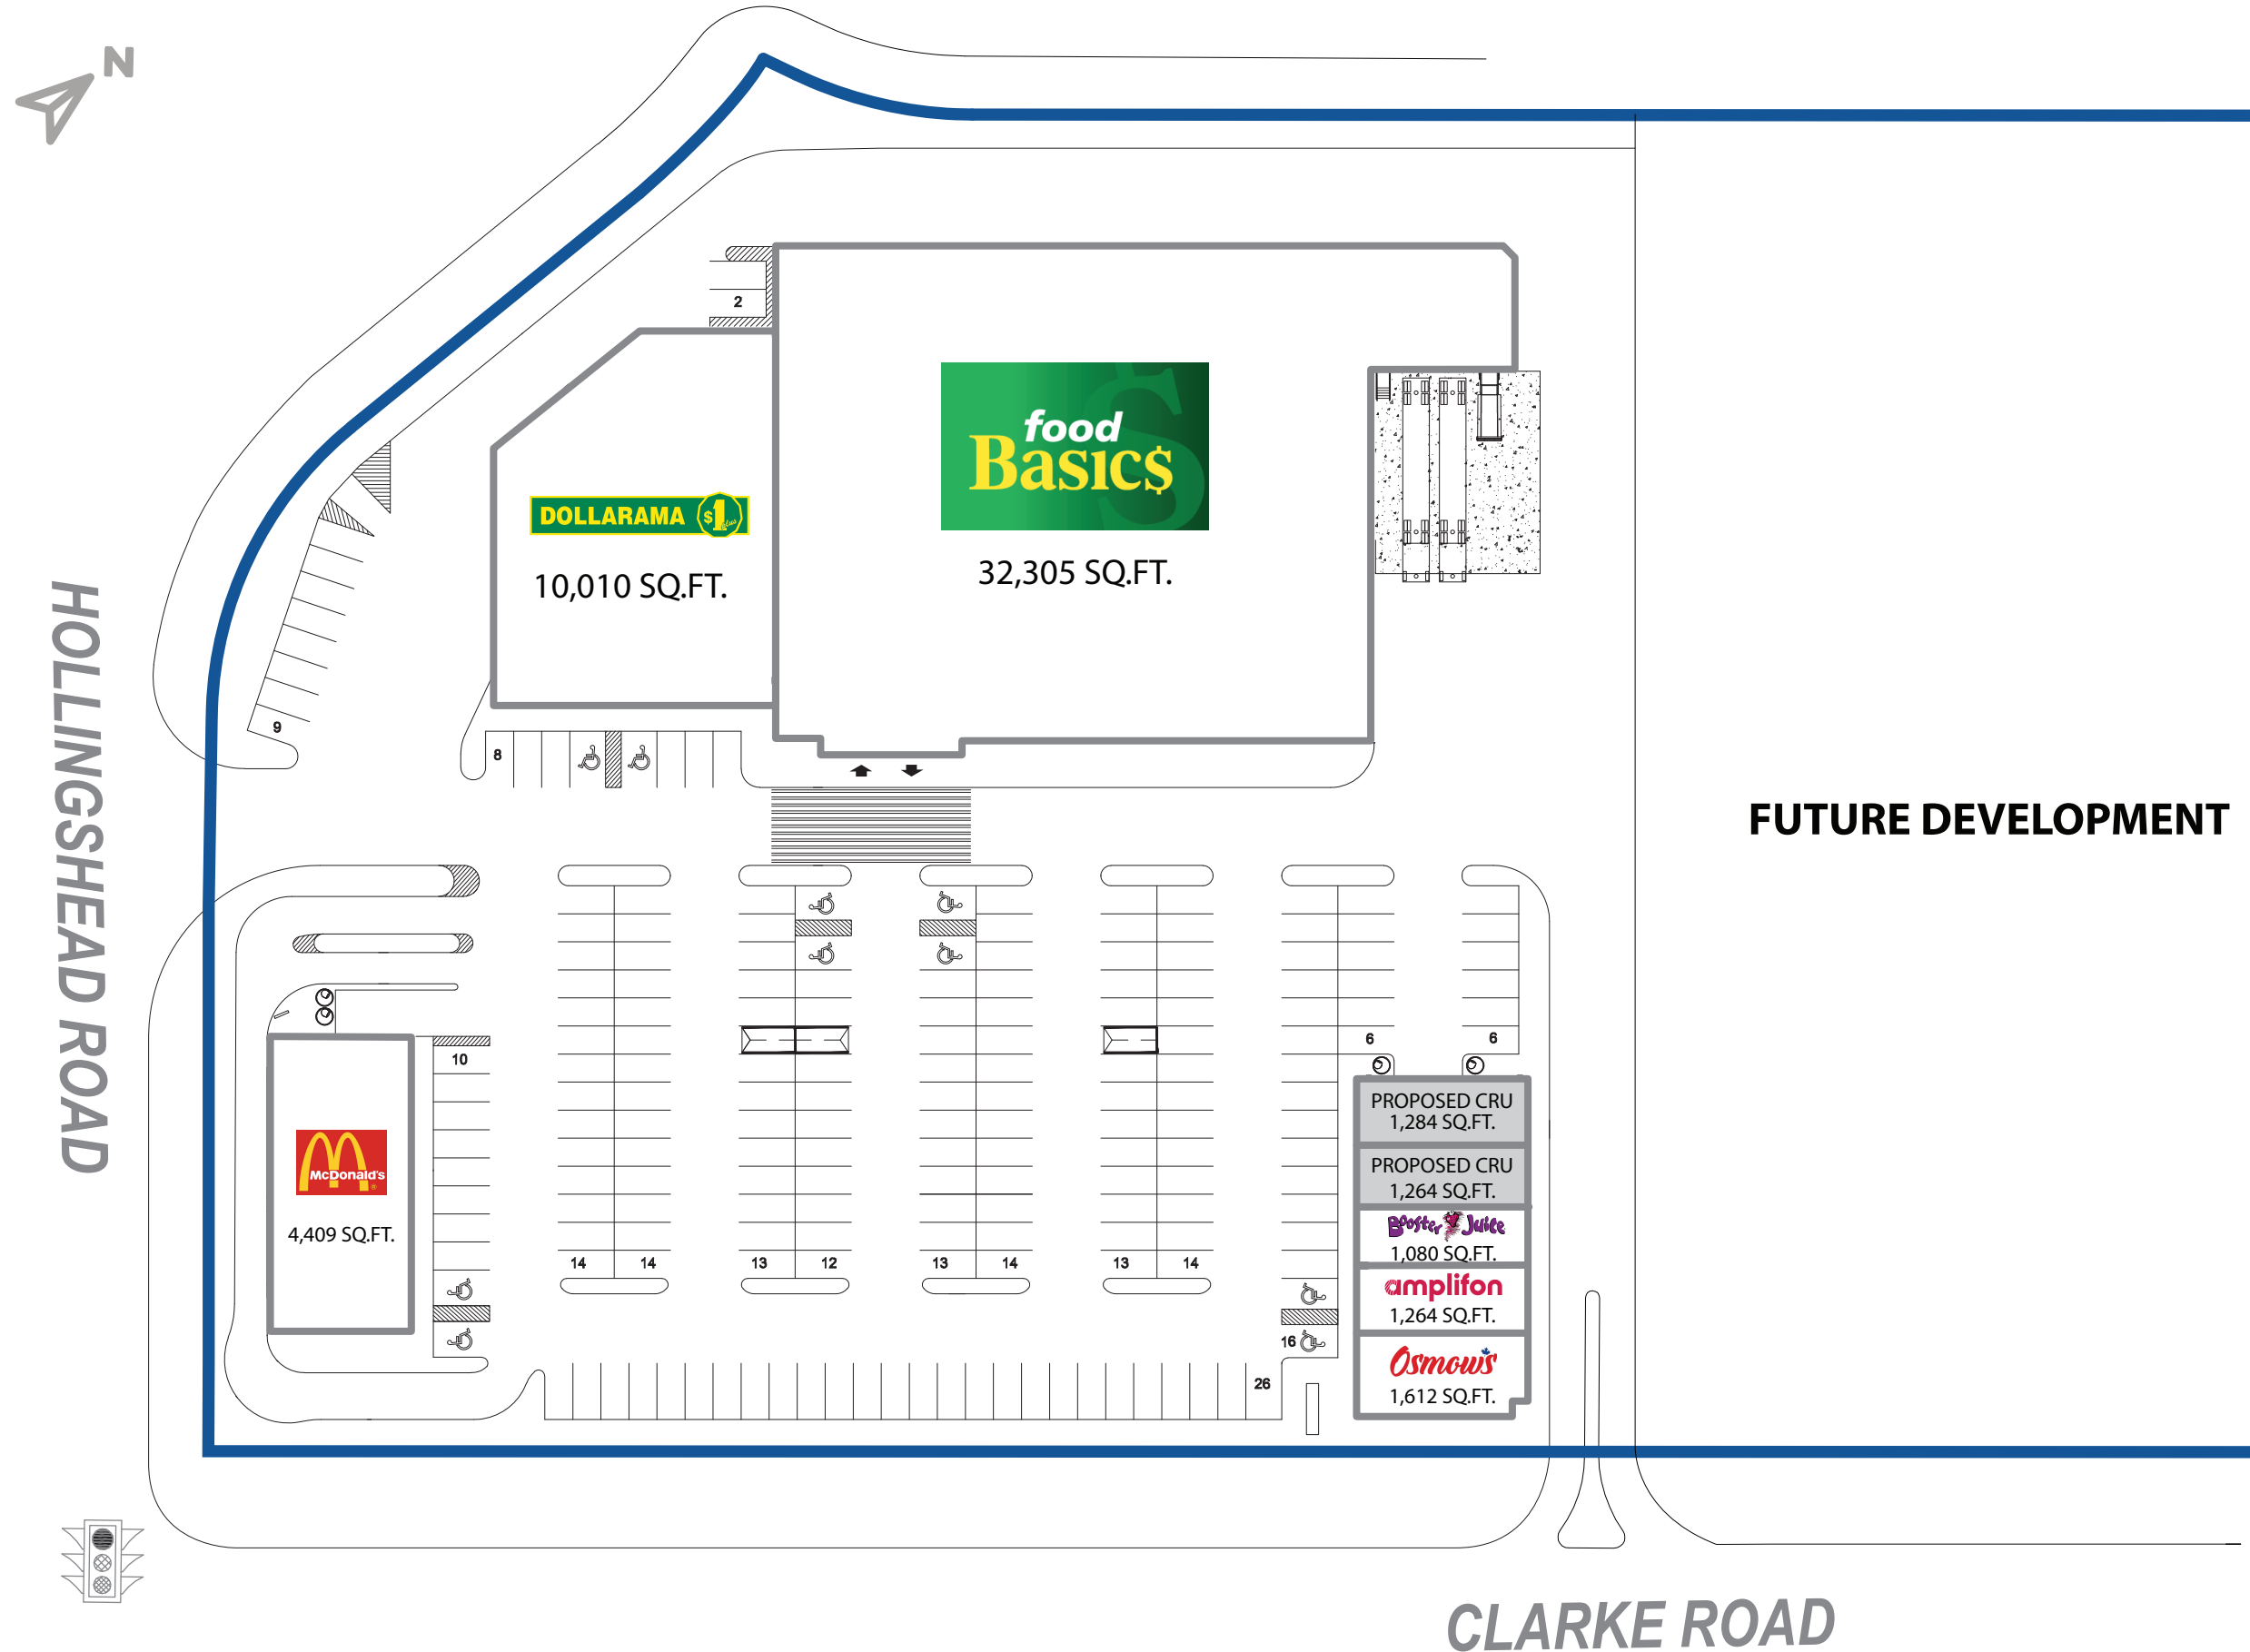 N
2
food
Basic$
32,305 SQ.FT.
DOLLARAMA $1 plus
10,010 SQ.FT.
HOLLINGSHEAD ROAD
9
8
FUTURE DEVELOPMENT
10
6
6
McDonald's
®
4,409 SQ.FT.
PROPOSED CRU
1,284 SQ.FT.
PROPOSED CRU
1,264 SQ.FT.
Booster Juice
1,080 SQ.FT.
amplifon
1,264 SQ.FT.
Osmow's
1,612 SQ.FT.
14
14
13
12
13
14
13
14
16
26
CLARKE ROAD